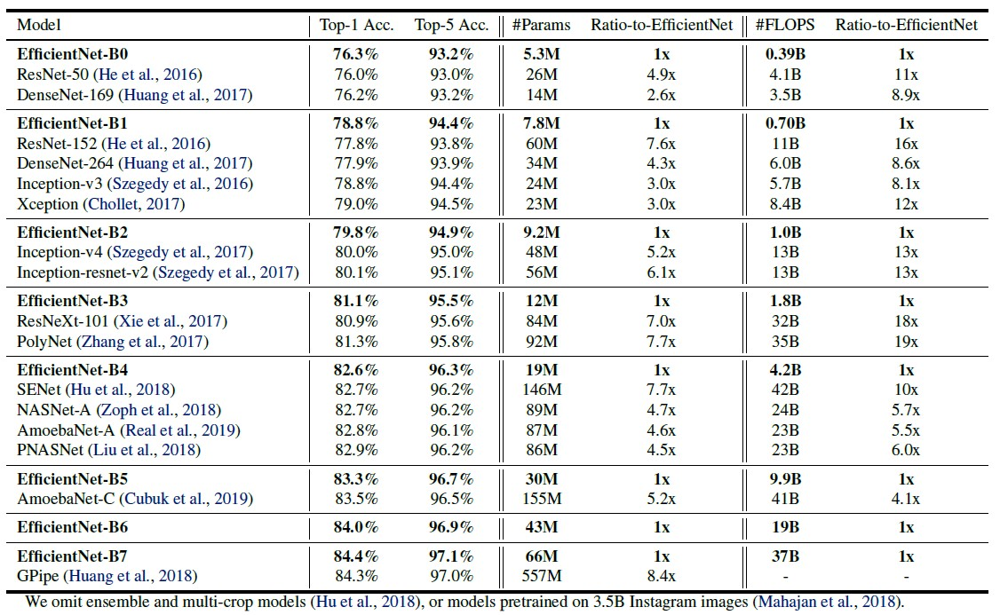 Model Top-1 Acc. Top-5 Acc. #Params Ratio-to-EfficientNet #FLOPS Ratio-to-EfficientNet
EfficientNet-B0 76.3% 93.2% 5.3M 1x 0.39B 1x
ResNet-50 (He et al., 2016) 76.0% 93.0% 26M 4.9x 4.1B 11x
DenseNet-169 (Huang et al., 2017) 76.2% 93.2% 14M 2.6x 3.5B 8.9x
EfficientNet-B1 78.8% 94.4% 7.8M 1x 0.70B 1x
ResNet-152 (He et al., 2016) 77.8% 93.8% 60M 7.6x 11B 16x
DenseNet-264 (Huang et al., 2017) 77.9% 93.9% 34M 4.3x 6.0B 8.6x
Inception-v3 (Szegedy et al., 2016) 78.8% 94.4% 24M 3.0x 5.7B 8.1x
Xception (Chollet, 2017) 79.0% 94.5% 23M 3.0x 8.4B 12x
EfficientNet-B2 79.8% 94.9% 9.2M 1x 1.0B 1x
Inception-v4 (Szegedy et al., 2017) 80.0% 95.0% 48M 5.2x 13B 13x
Inception-resnet-v2 (Szegedy et al., 2017) 80.1% 95.1% 56M 6.1x 13B 13x
EfficientNet-B3 81.1% 95.5% 12M 1x 1.8B 1x
ResNeXt-101 (Xie et al., 2017) 80.9% 95.6% 84M 7.0x 32B 18x
PolyNet (Zhang et al., 2017) 81.3% 95.8% 92M 7.7x 35B 19x
EfficientNet-B4 82.6% 96.3% 19M 1x 4.2B 1x
SENet (Hu et al., 2018) 82.7% 96.2% 146M 7.7x 42B 10x
NASNet-A (Zoph et al., 2018) 82.7% 96.2% 89M 4.7x 24B 5.7x
AmoebaNet-A (Real et al., 2019) 82.8% 96.1% 87M 4.6x 23B 5.5x
PNASNet (Liu et al., 2018) 82.9% 96.2% 86M 4.5x 23B 6.0x
EfficientNet-B5 83.3% 96.7% 30M 1x 9.9B 1x
AmoebaNet-C (Cubuk et al., 2019) 83.5% 96.5% 155M 5.2x 41B 4.1x
EfficientNet-B6 84.0% 96.9% 43M 1x 19B 1x
EfficientNet-B7 84.4% 97.1% 66M 1x 37B 1x
GPipe (Huang et al., 2018) 84.3% 97.0% 557M 8.4x - -
We omit ensemble and multi-crop models (Hu et al., 2018), or models pretrained on 3.5B Instagram images (Mahajan et al., 2018).